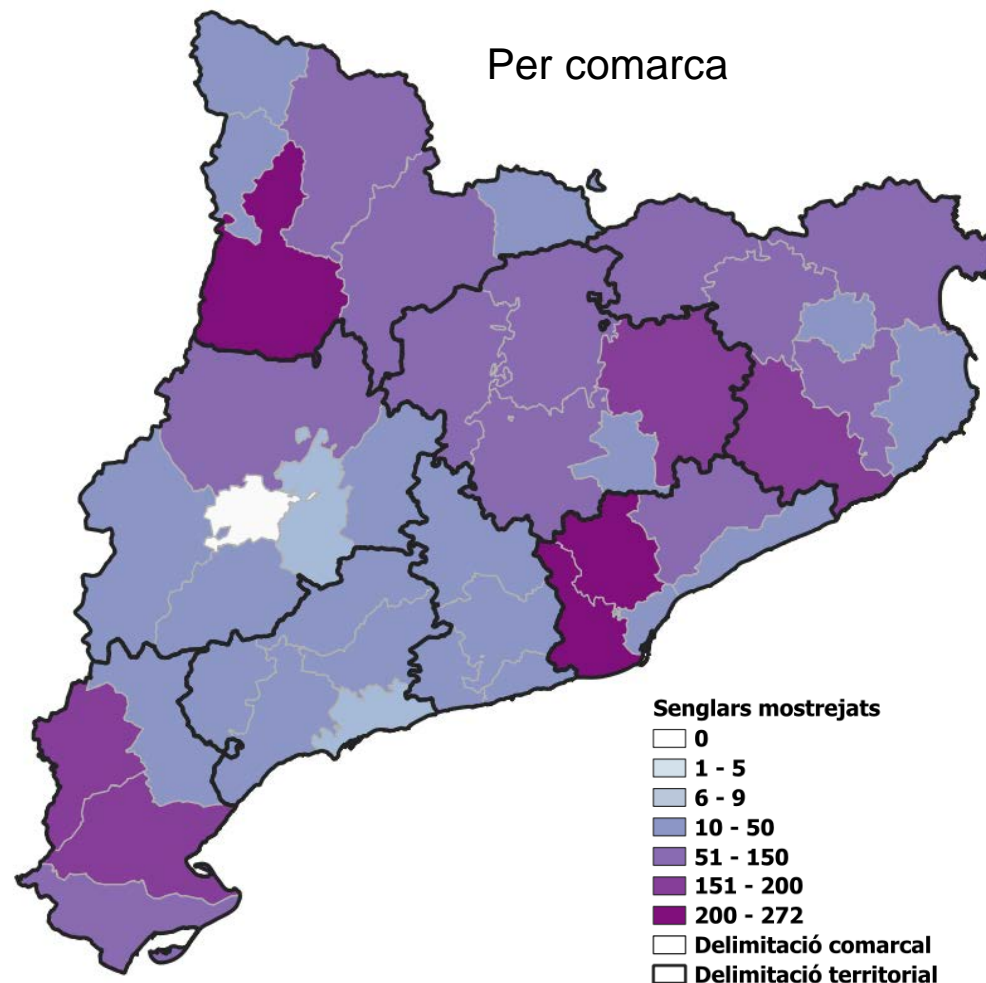 Per comarca
Senglars mostrejats
0
1 - 5
6 - 9
10 - 50
51 - 150
151 - 200
200 - 272
Delimitació comarcal
Delimitació territorial